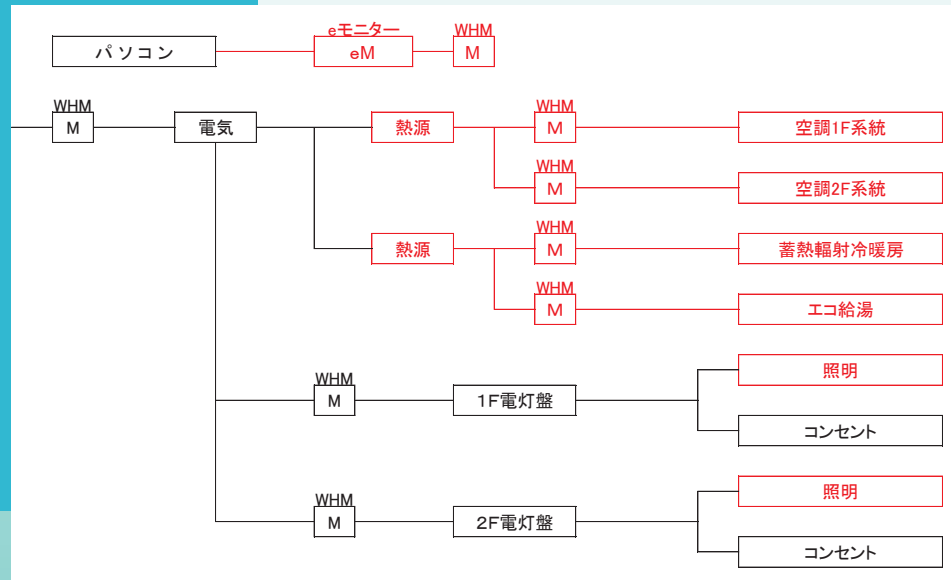 eモニター
WHM
パソコン
eM
M
WHM
M
電気
熱源
WHM
M
空調1F系統
WHM
M
空調2F系統
熱源
WHM
M
蓄熱輻射冷暖房
WHM
M
エコ給湯
WHM
M
1F電灯盤
照明
コンセント
WHM
M
2F電灯盤
照明
コンセント